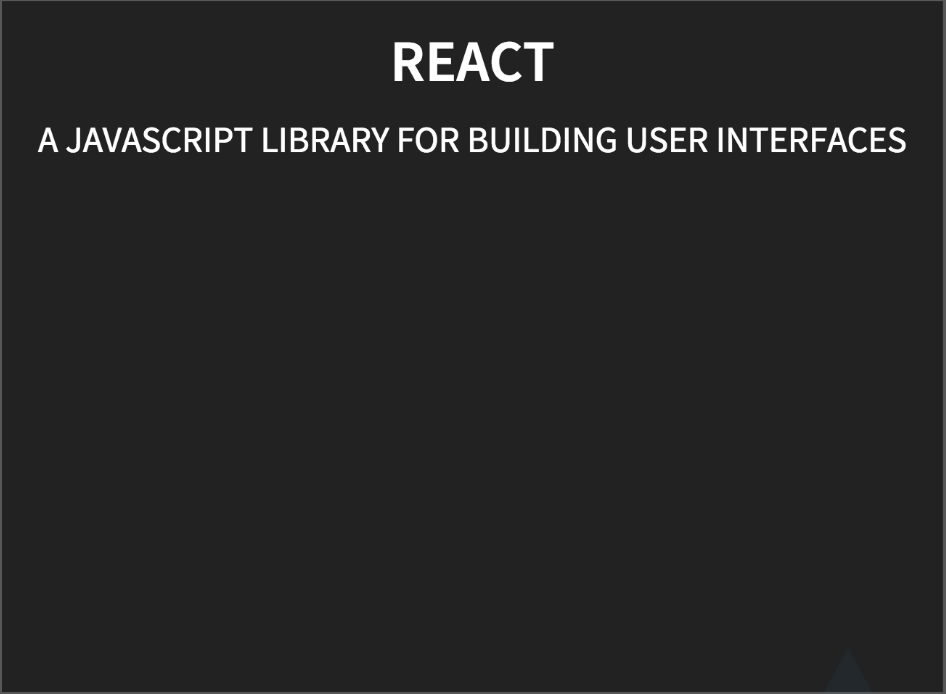 REACT
A JAVASCRIPT LIBRARY FOR BUILDING USER INTERFACES